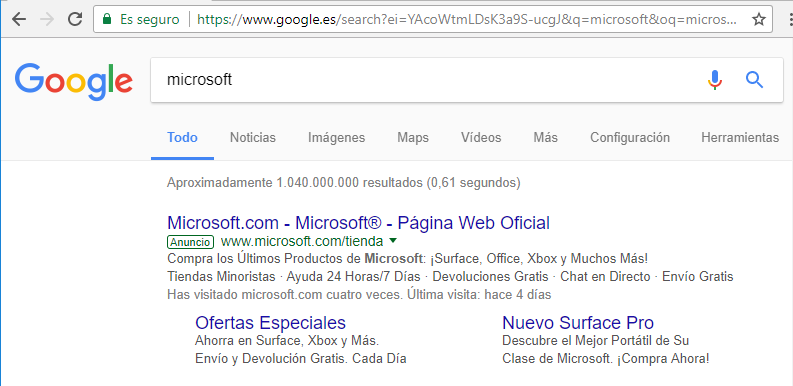 Es seguro https://www.google.es/search?ei=YAcoWtmLDsK3a9S-ucgJ&q=microsoft&oq=micros...
Google microsoft
Todo Noticias Imágenes Maps Vídeos Más Configuración Herramientas
Aproximadamente 1.040.000.000 resultados (0,61 segundos)
Microsoft.com - Microsoft® - Página Web Oficial
Anuncio www.microsoft.com/tienda
Compra los Últimos Productos de Microsoft: ¡Surface, Office, Xbox y Muchos Más!
Tiendas Minoristas · Ayuda 24 Horas/7 Días · Devoluciones Gratis · Chat en Directo · Envío Gratis
Has visitado microsoft.com cuatro veces. Última visita: hace 4 días
Ofertas Especiales
Ahorra en Surface, Xbox y Más.
Envío y Devolución Gratis. Cada Día
Nuevo Surface Pro
Descubre el Mejor Portátil de Su
Clase de Microsoft. ¡Compra Ahora!